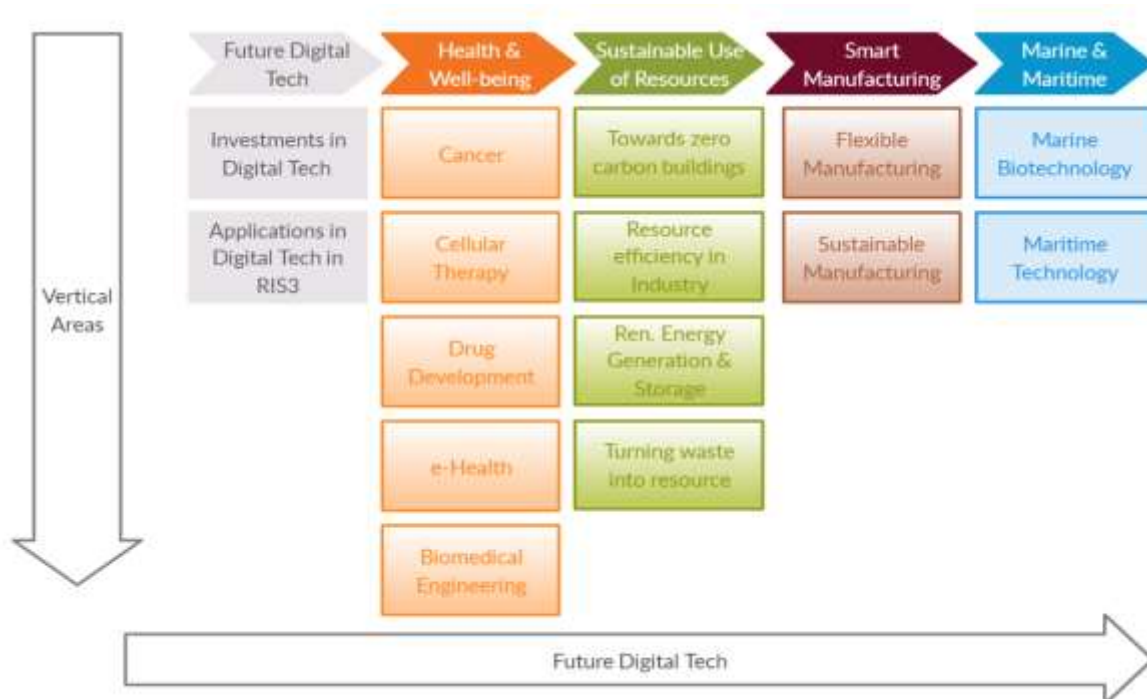 Future Digital
Tech
Health &
Well-being
Sustainable Use
of Resources
Smart
Manufacturing
Marine &
Maritime
Investments in
Digital Tech
Cancer
Towards zero
carbon buildings
Flexible
Manufacturing
Marine
Biotechnology
Applications in
Digital Tech in
RIS3
Cellular
Therapy
Resource
efficiency in
Industry
Sustainable
Manufacturing
Maritime
Technology
Vertical
Areas
Drug
Development
Ren. Energy
Generation &
Storage
e-Health
Turning waste
into resource
Biomedical
Engineering
Future Digital Tech